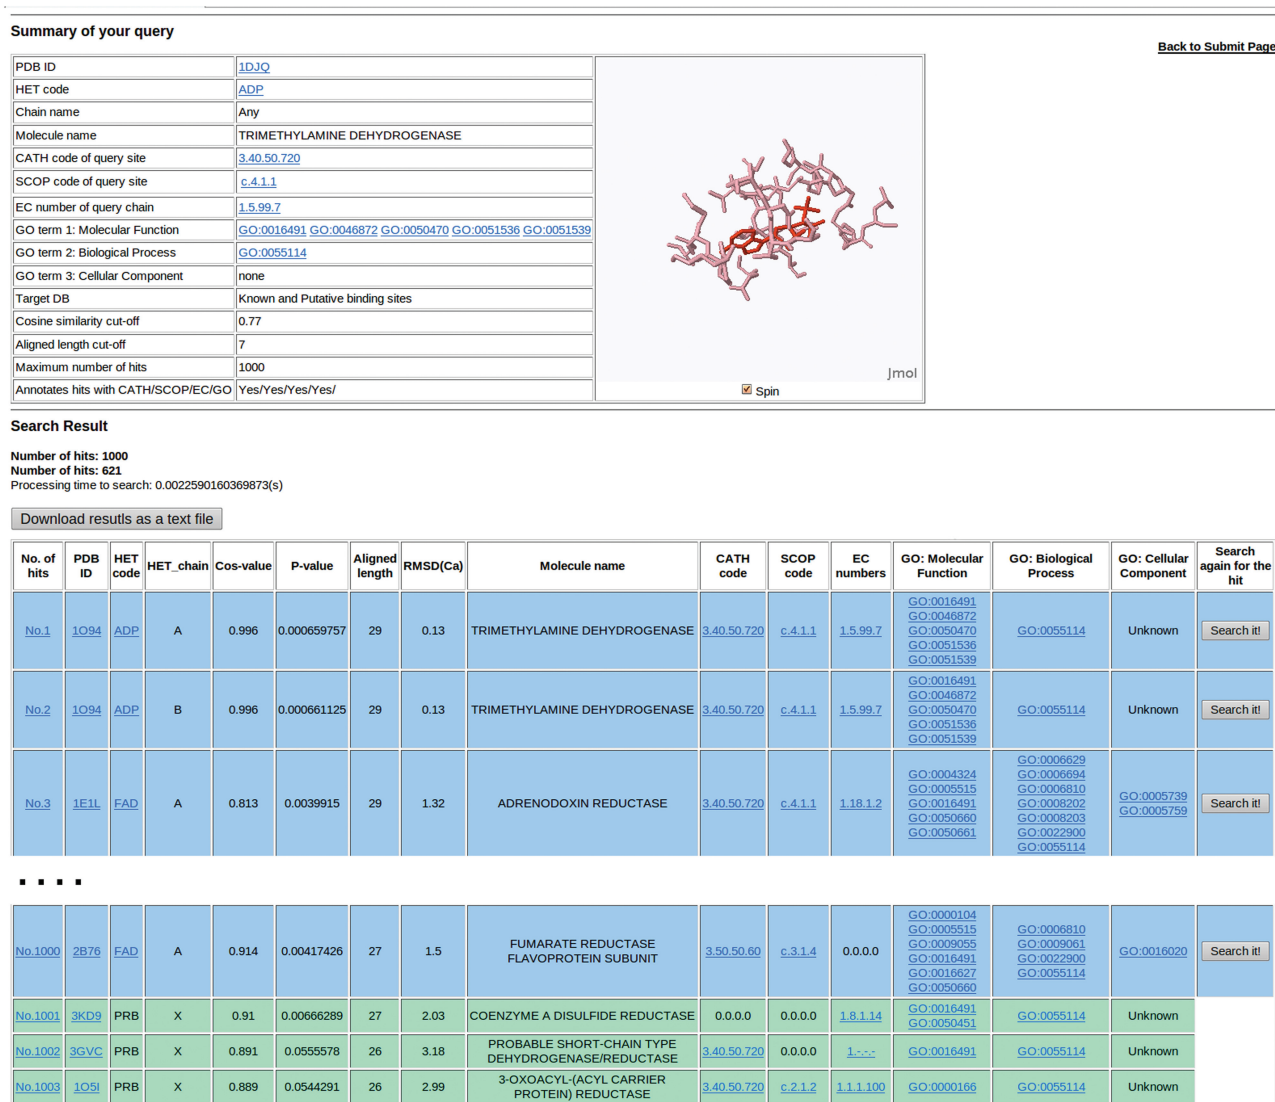 Summary of your query
Back to Submit Page
PDB ID 1DJQ
HET code ADP
Chain name Any
Molecule name TRIMETHYLAMINE DEHYDROGENASE
CATH code of query site 3.40.50.720
SCOP code of query site c.4.1.1
EC number of query chain 1.5.99.7
GO term 1: Molecular Function GO:0016491 GO:0046872 GO:0050470 GO:0051536 GO:0051539
GO term 2: Biological Process GO:0055114
GO term 3: Cellular Component none
Target DB Known and Putative binding sites
Cosine similarity cut-off 0.77
Aligned length cut-off 7
Maximum number of hits 1000
Annotates hits with CATH/SCOP/EC/GO Yes/Yes/Yes/Yes/
Jmol
Spin
Search Result
Number of hits: 1000
Number of hits: 621
Processing time to search: 0.0022590160369873(s)
Download resutls as a text file
No. of hits PDB ID HET code HET_chain Cos-value P-value Aligned length RMSD(Ca) Molecule name CATH code SCOP code EC numbers GO: Molecular Function GO: Biological Process GO: Cellular Component Search again for the hit
No.1 1O94 ADP A 0.996 0.000659757 29 0.13 TRIMETHYLAMINE DEHYDROGENASE 3.40.50.720 c.4.1.1 1.5.99.7 GO:0016491 GO:0046872 GO:0050470 GO:0051536 GO:0051539 GO:0055114 Unknown Search it!
No.2 1O94 ADP B 0.996 0.000661125 29 0.13 TRIMETHYLAMINE DEHYDROGENASE 3.40.50.720 c.4.1.1 1.5.99.7 GO:0016491 GO:0046872 GO:0050470 GO:0051536 GO:0051539 GO:0055114 Unknown Search it!
No.3 1E1L FAD A 0.813 0.0039915 29 1.32 ADRENODOXIN REDUCTASE 3.40.50.720 c.4.1.1 1.18.1.2 GO:0004324 GO:0005515 GO:0016491 GO:0050660 GO:0050661 GO:0006629 GO:0006694 GO:0006810 GO:0008202 GO:0008203 GO:0022900 GO:0055114 GO:0005739 GO:0005759 Search it!
....
No.1000 2B76 FAD A 0.914 0.00417426 27 1.5 FUMARATE REDUCTASE FLAVOPROTEIN SUBUNIT 3.50.50.60 c.3.1.4 0.0.0.0 GO:0000104 GO:0005515 GO:0009055 GO:0016491 GO:0016627 GO:0050660 GO:0006810 GO:0009061 GO:0022900 GO:0055114 GO:0016020 Search it!
No.1001 3KD9 PRB X 0.91 0.00666289 27 2.03 COENZYME A DISULFIDE REDUCTASE 0.0.0.0 0.0.0.0 1.8.1.14 GO:0016491 GO:0050451 GO:0055114 Unknown
No.1002 3GVC PRB X 0.891 0.0555578 26 3.18 PROBABLE SHORT-CHAIN TYPE DEHYDROGENASE/REDUCTASE 3.40.50.720 0.0.0.0 1.-.-.- GO:0016491 GO:0055114 Unknown
No.1003 1O5I PRB X 0.889 0.0544291 26 2.99 3-OXOACYL-(ACYL CARRIER PROTEIN) REDUCTASE 3.40.50.720 c.2.1.2 1.1.1.100 GO:0000166 GO:0055114 Unknown